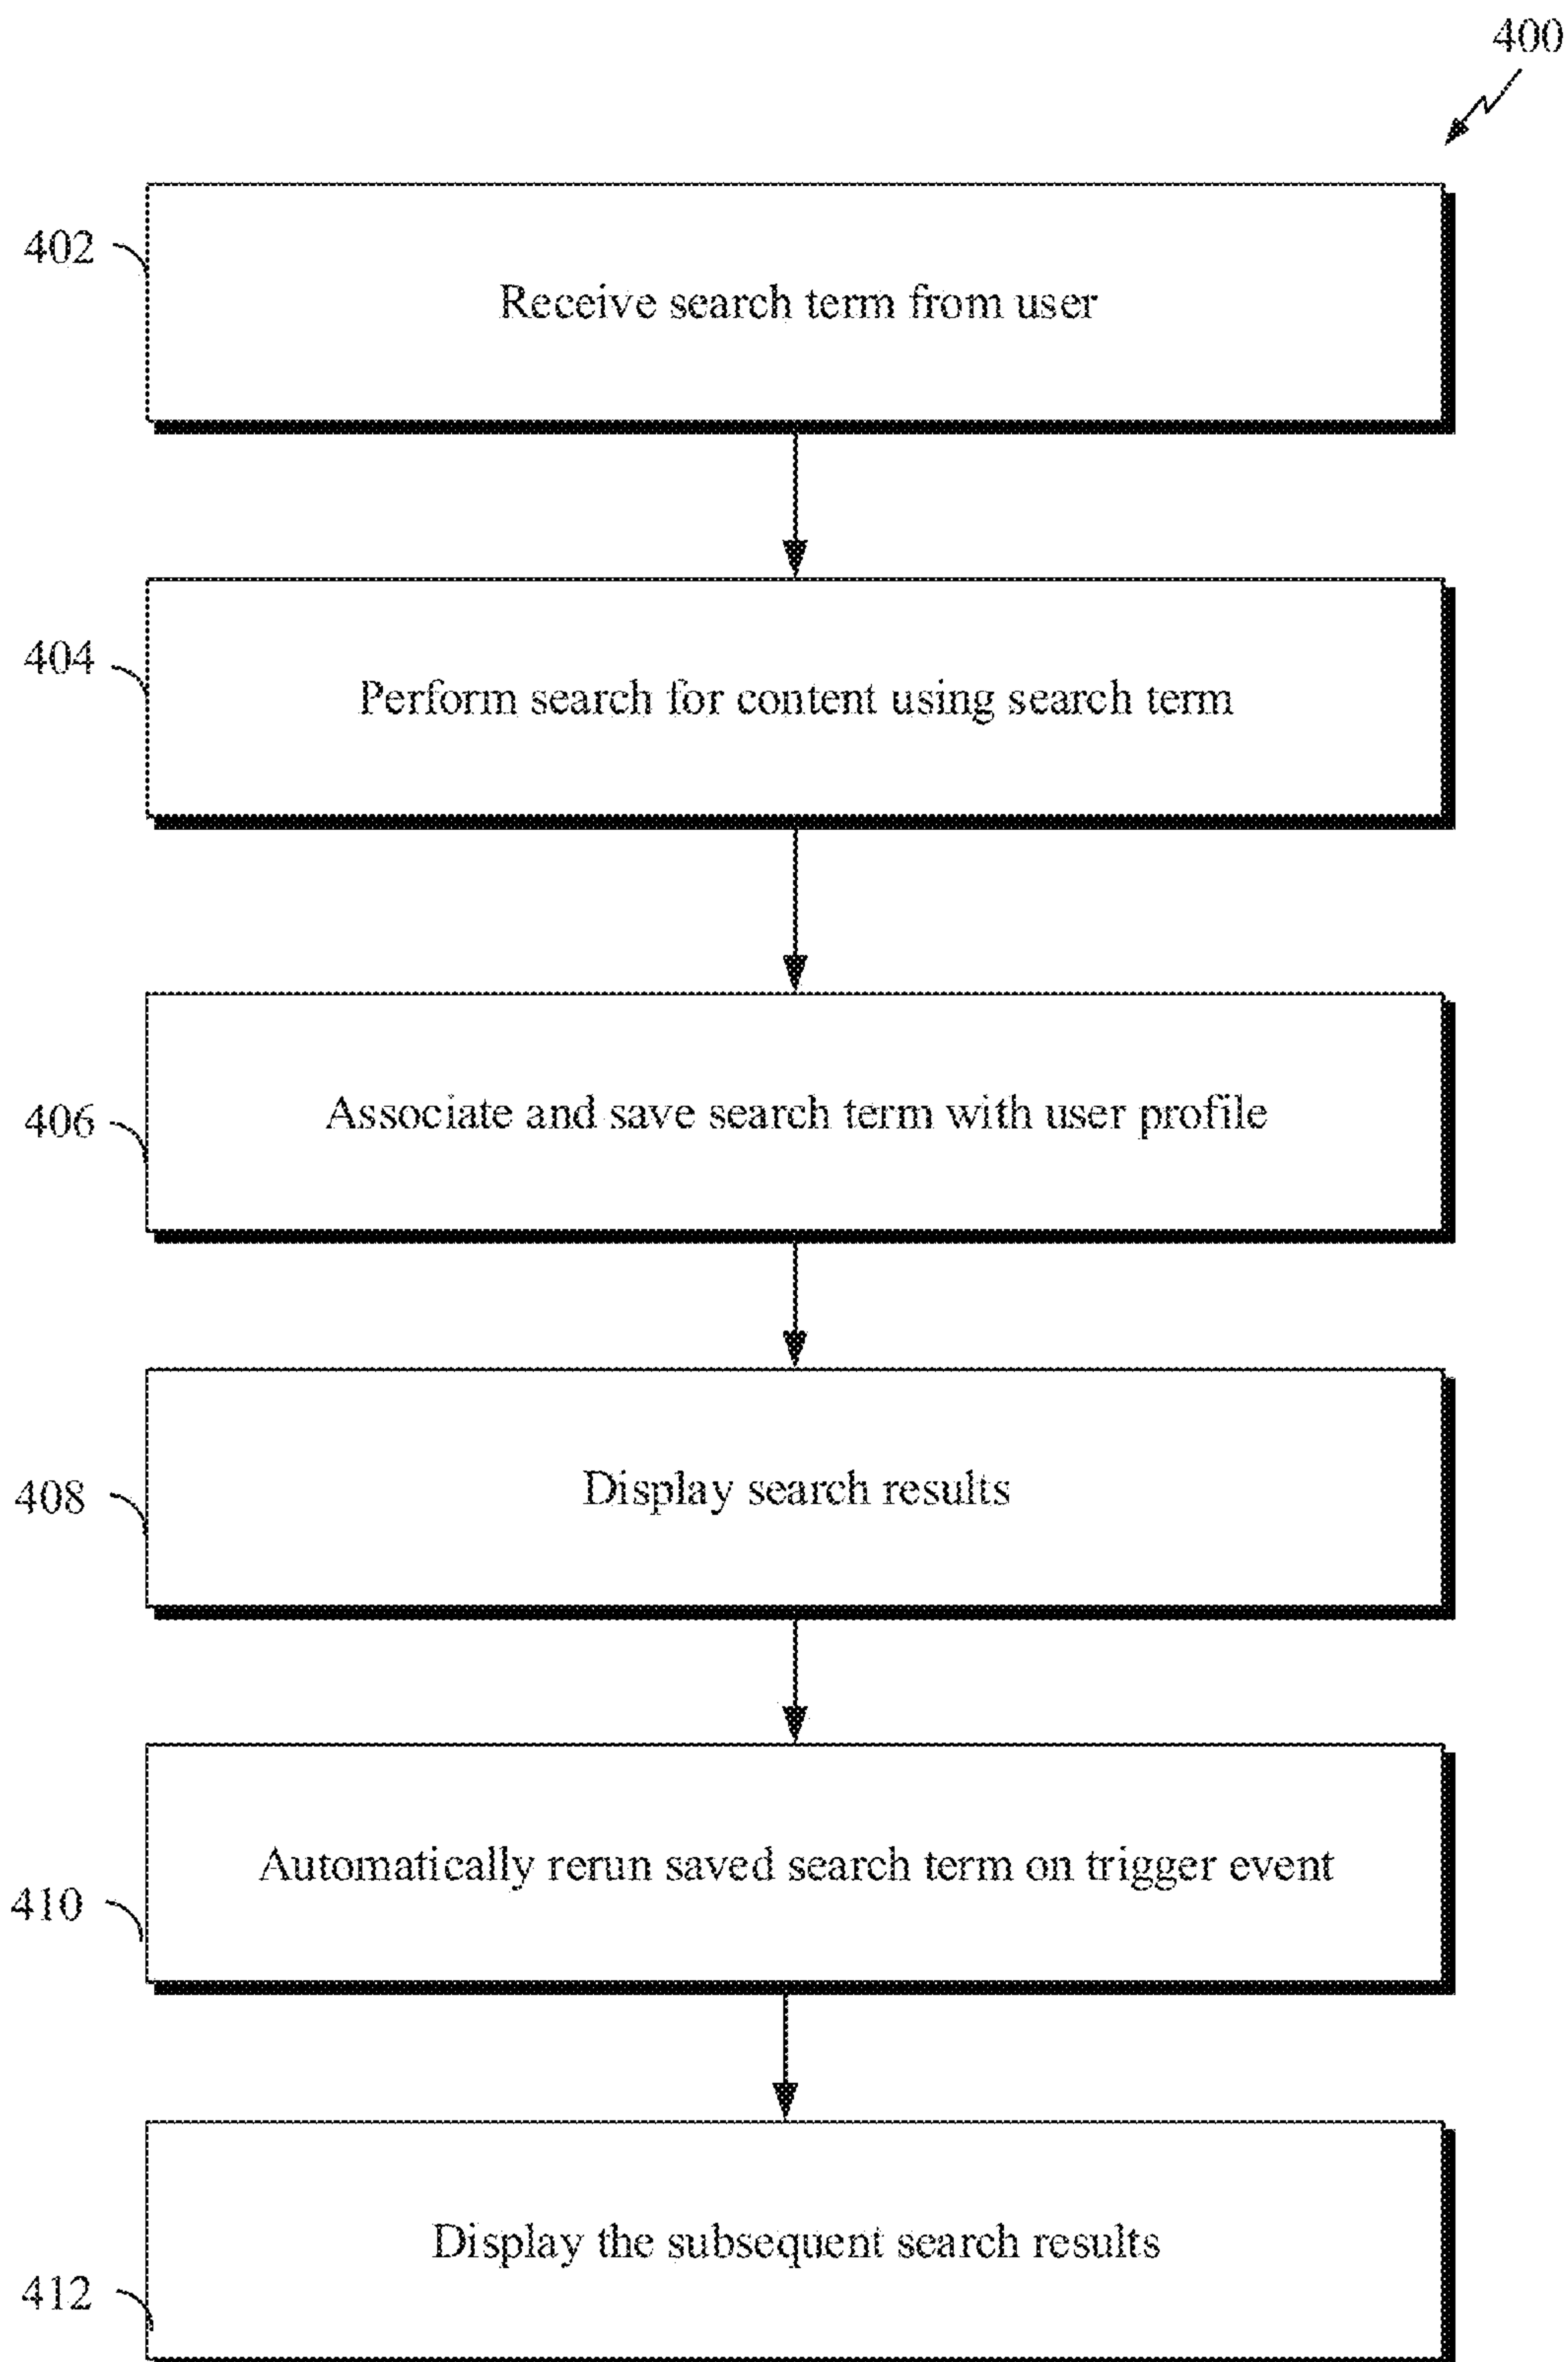 400
402
Receive search term from user
404
Perform search for content using search term
406
Associate and save search term with user profile
408
Display search results
410
Automatically rerun saved search term on trigger event
412
Display the subsequent search results